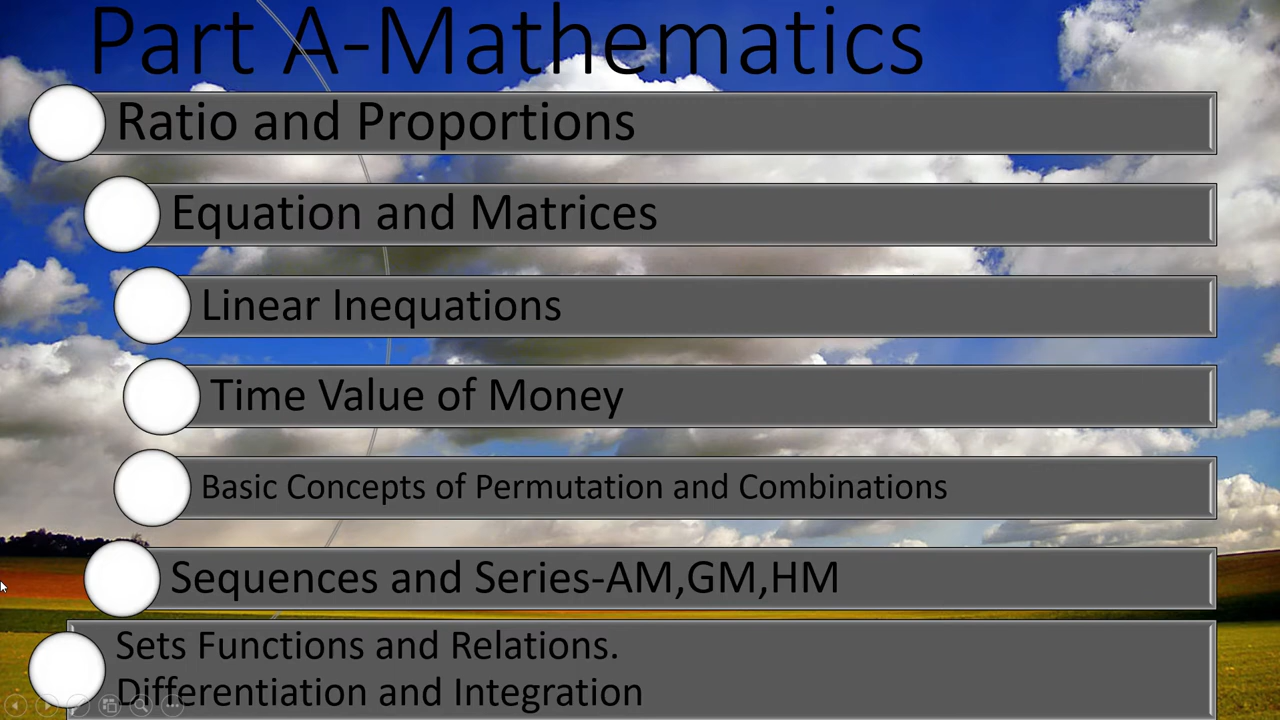 Part A-Mathematics
Ratio and Proportions
Equation and Matrices
Linear Inequations
Time Value of Money
Basic Concepts of Permutation and Combinations
Sequences and Series-AM,GM,HM
Sets Functions and Relations.
Differentiation and Integration